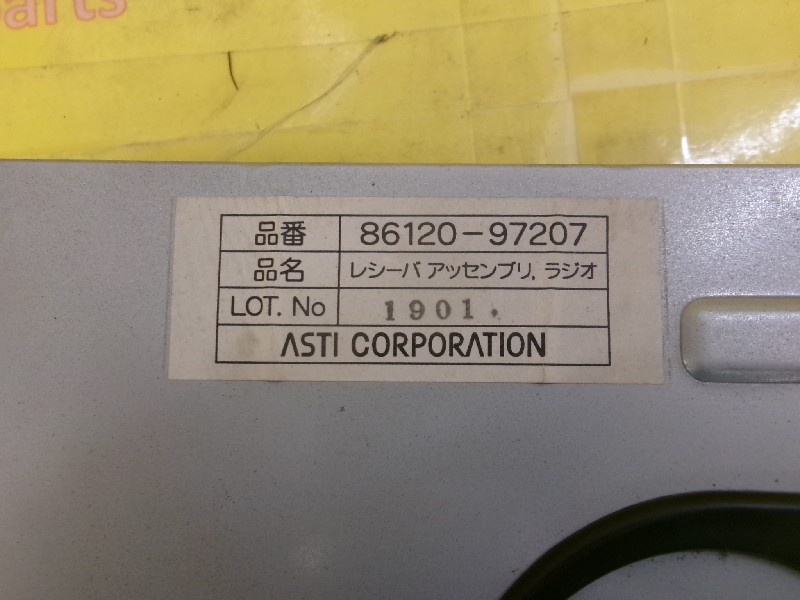 parts
品番 86120-97207
品名 レシーバ アッセンブリ, ラジオ
LOT. No 1901.
ASTI CORPORATION